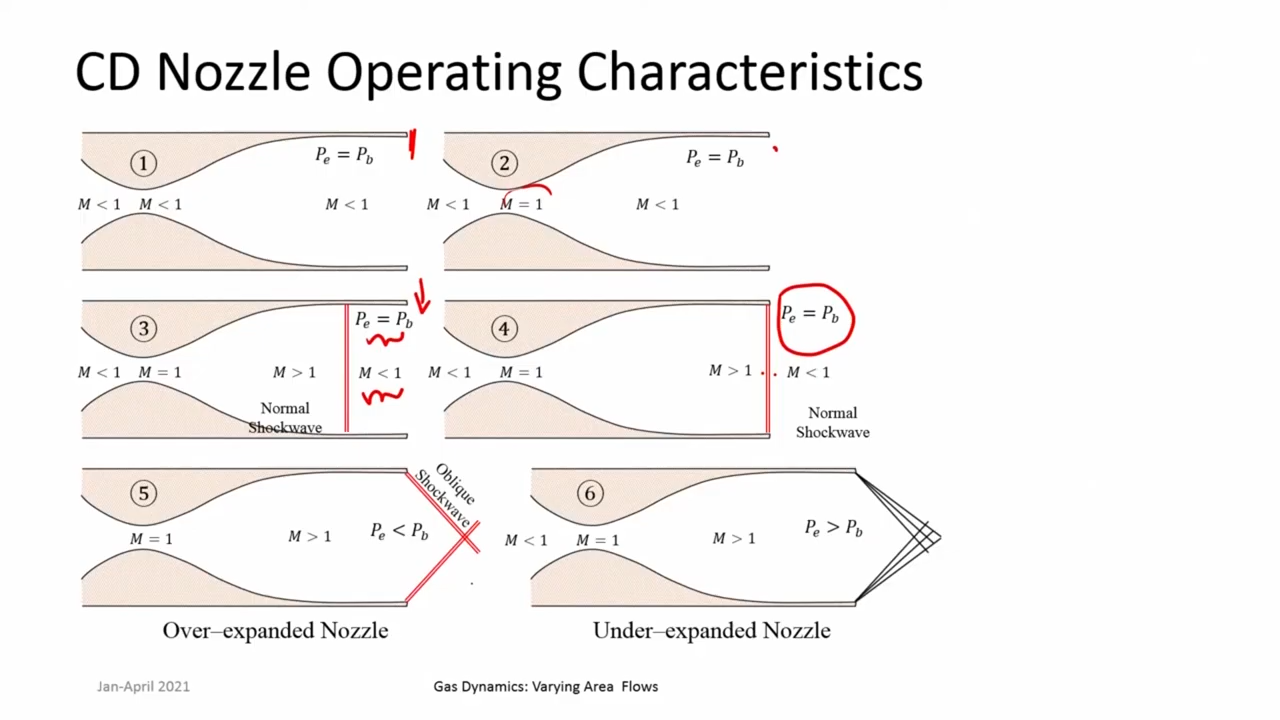 CD Nozzle Operating Characteristics
①
P_e = P_b
M < 1 M < 1 M < 1
②
P_e = P_b
M < 1 M = 1 M < 1
③
P_e = P_b
M < 1 M = 1 M > 1 M < 1
Normal
Shockwave
④
P_e = P_b
M < 1 M = 1 M > 1 M < 1
Normal
Shockwave
⑤
Oblique
Shockwave
M = 1 M > 1 P_e < P_b
Over–expanded Nozzle
⑥
M < 1 M = 1 M > 1 P_e > P_b
Under–expanded Nozzle
Jan-April 2021
Gas Dynamics: Varying Area Flows